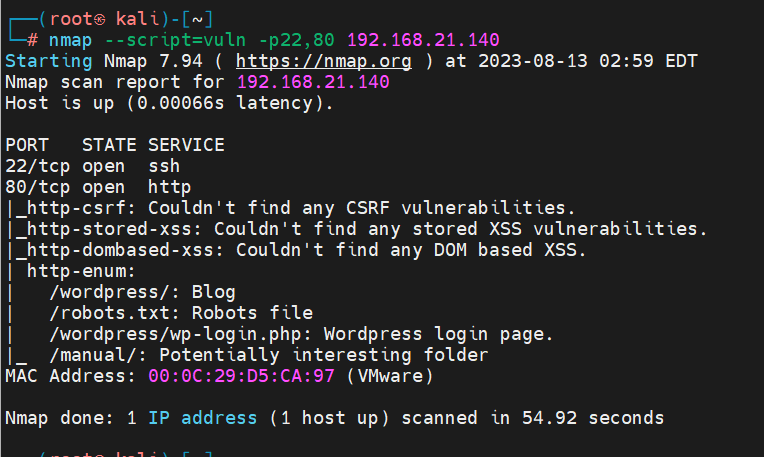 ┌──(root㉿ kali)-[~]
└─# nmap --script=vuln -p22,80 192.168.21.140
Starting Nmap 7.94 ( https://nmap.org ) at 2023-08-13 02:59 EDT
Nmap scan report for 192.168.21.140
Host is up (0.00066s latency).

PORT   STATE SERVICE
22/tcp open  ssh
80/tcp open  http
|_http-csrf: Couldn't find any CSRF vulnerabilities.
|_http-stored-xss: Couldn't find any stored XSS vulnerabilities.
|_http-dombased-xss: Couldn't find any DOM based XSS.
| http-enum:
|   /wordpress/: Blog
|   /robots.txt: Robots file
|   /wordpress/wp-login.php: Wordpress login page.
|_  /manual/: Potentially interesting folder
MAC Address: 00:0C:29:D5:CA:97 (VMware)

Nmap done: 1 IP address (1 host up) scanned in 54.92 seconds

(root㉿ kali)-[~]